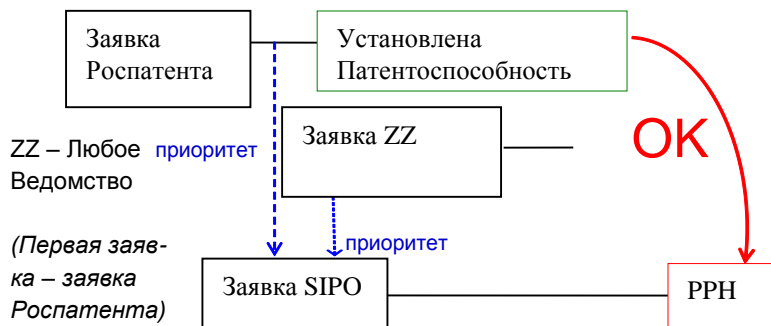 Заявка
Роспатента
Установлена
Патентоспособность
Заявка ZZ
OK
ZZ – Любое
Ведомство
приоритет
(Первая заяв-
ка – заявка
Роспатента)
приоритет
Заявка SIPO
PPH